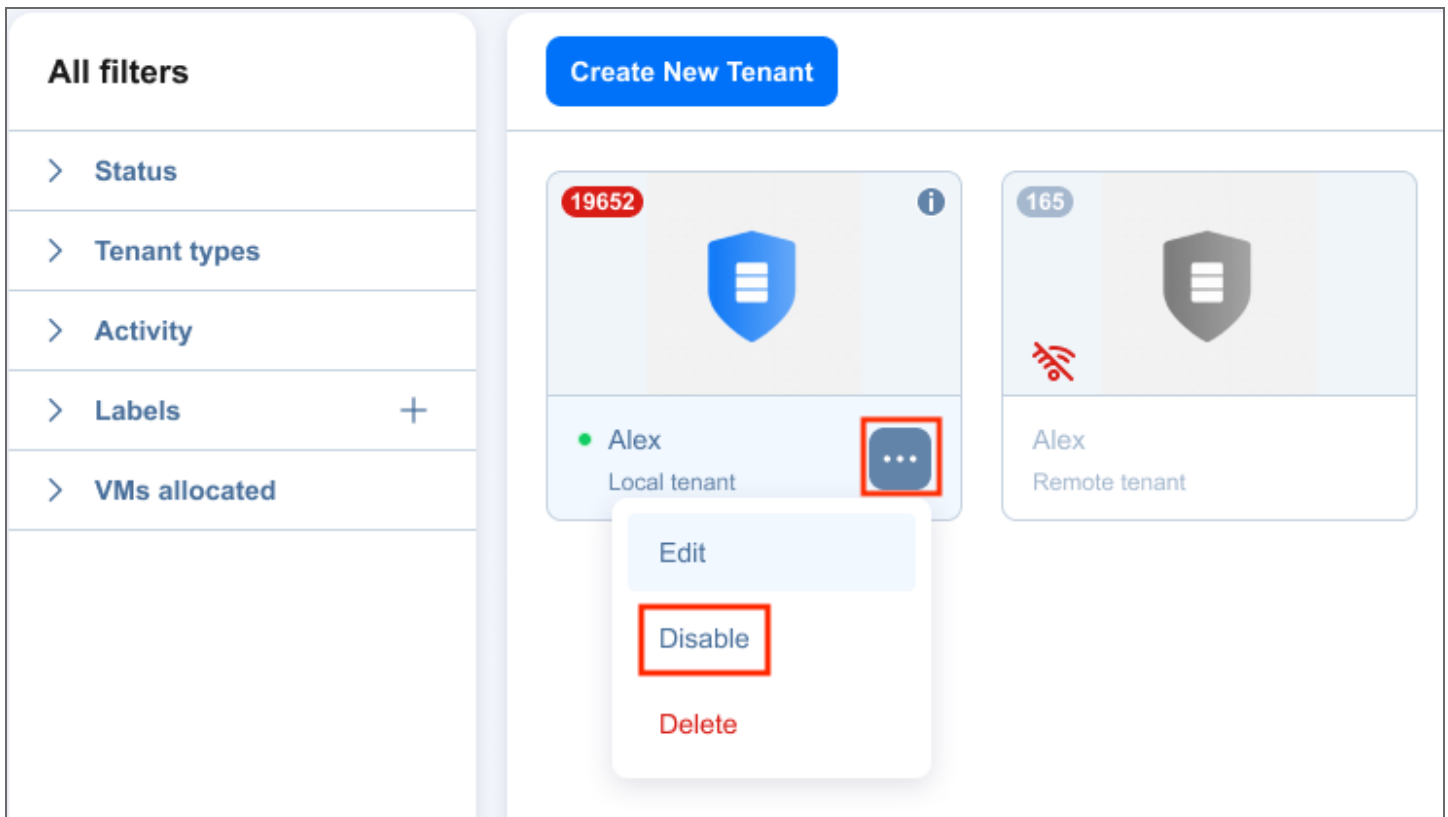 All filters
Status
Tenant types
Activity
Labels
VMs allocated
Create New Tenant
19652
Alex
Local tenant
Edit
Disable
Delete
165
Alex
Remote tenant